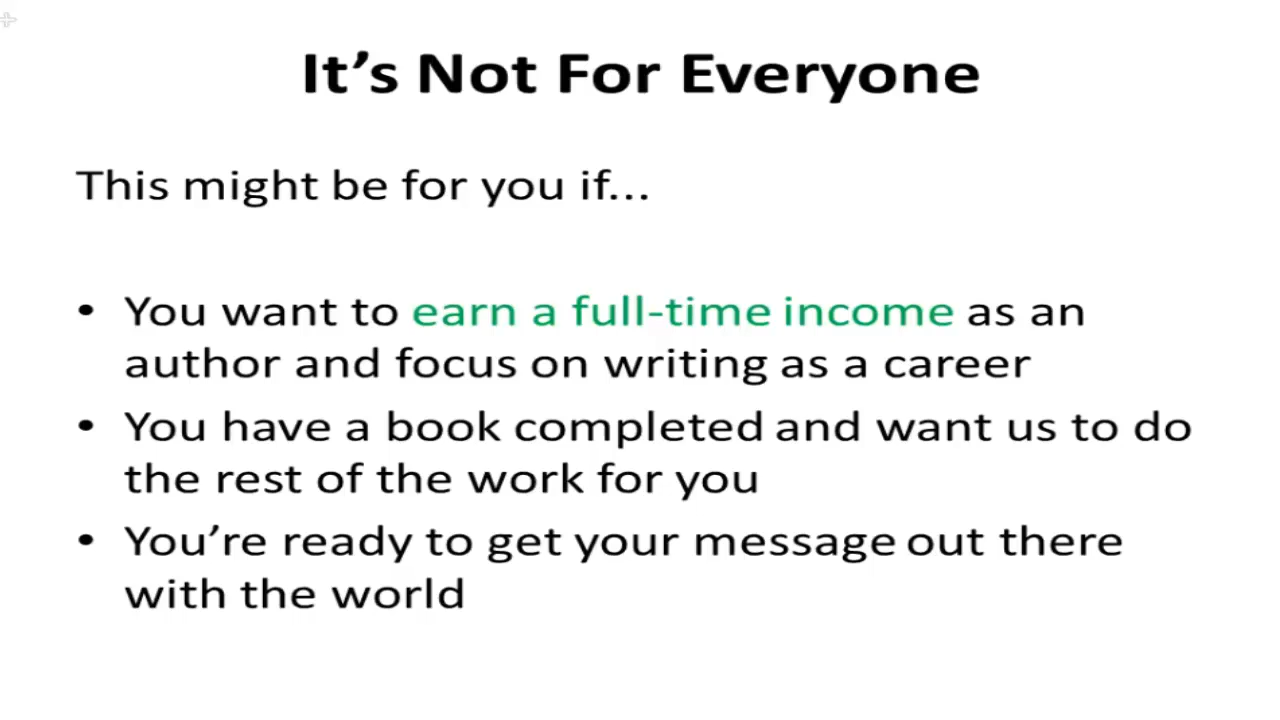 It’s Not For Everyone
This might be for you if...
• You want to earn a full-time income as an
author and focus on writing as a career
• You have a book completed and want us to do
the rest of the work for you
• You’re ready to get your message out there
with the world